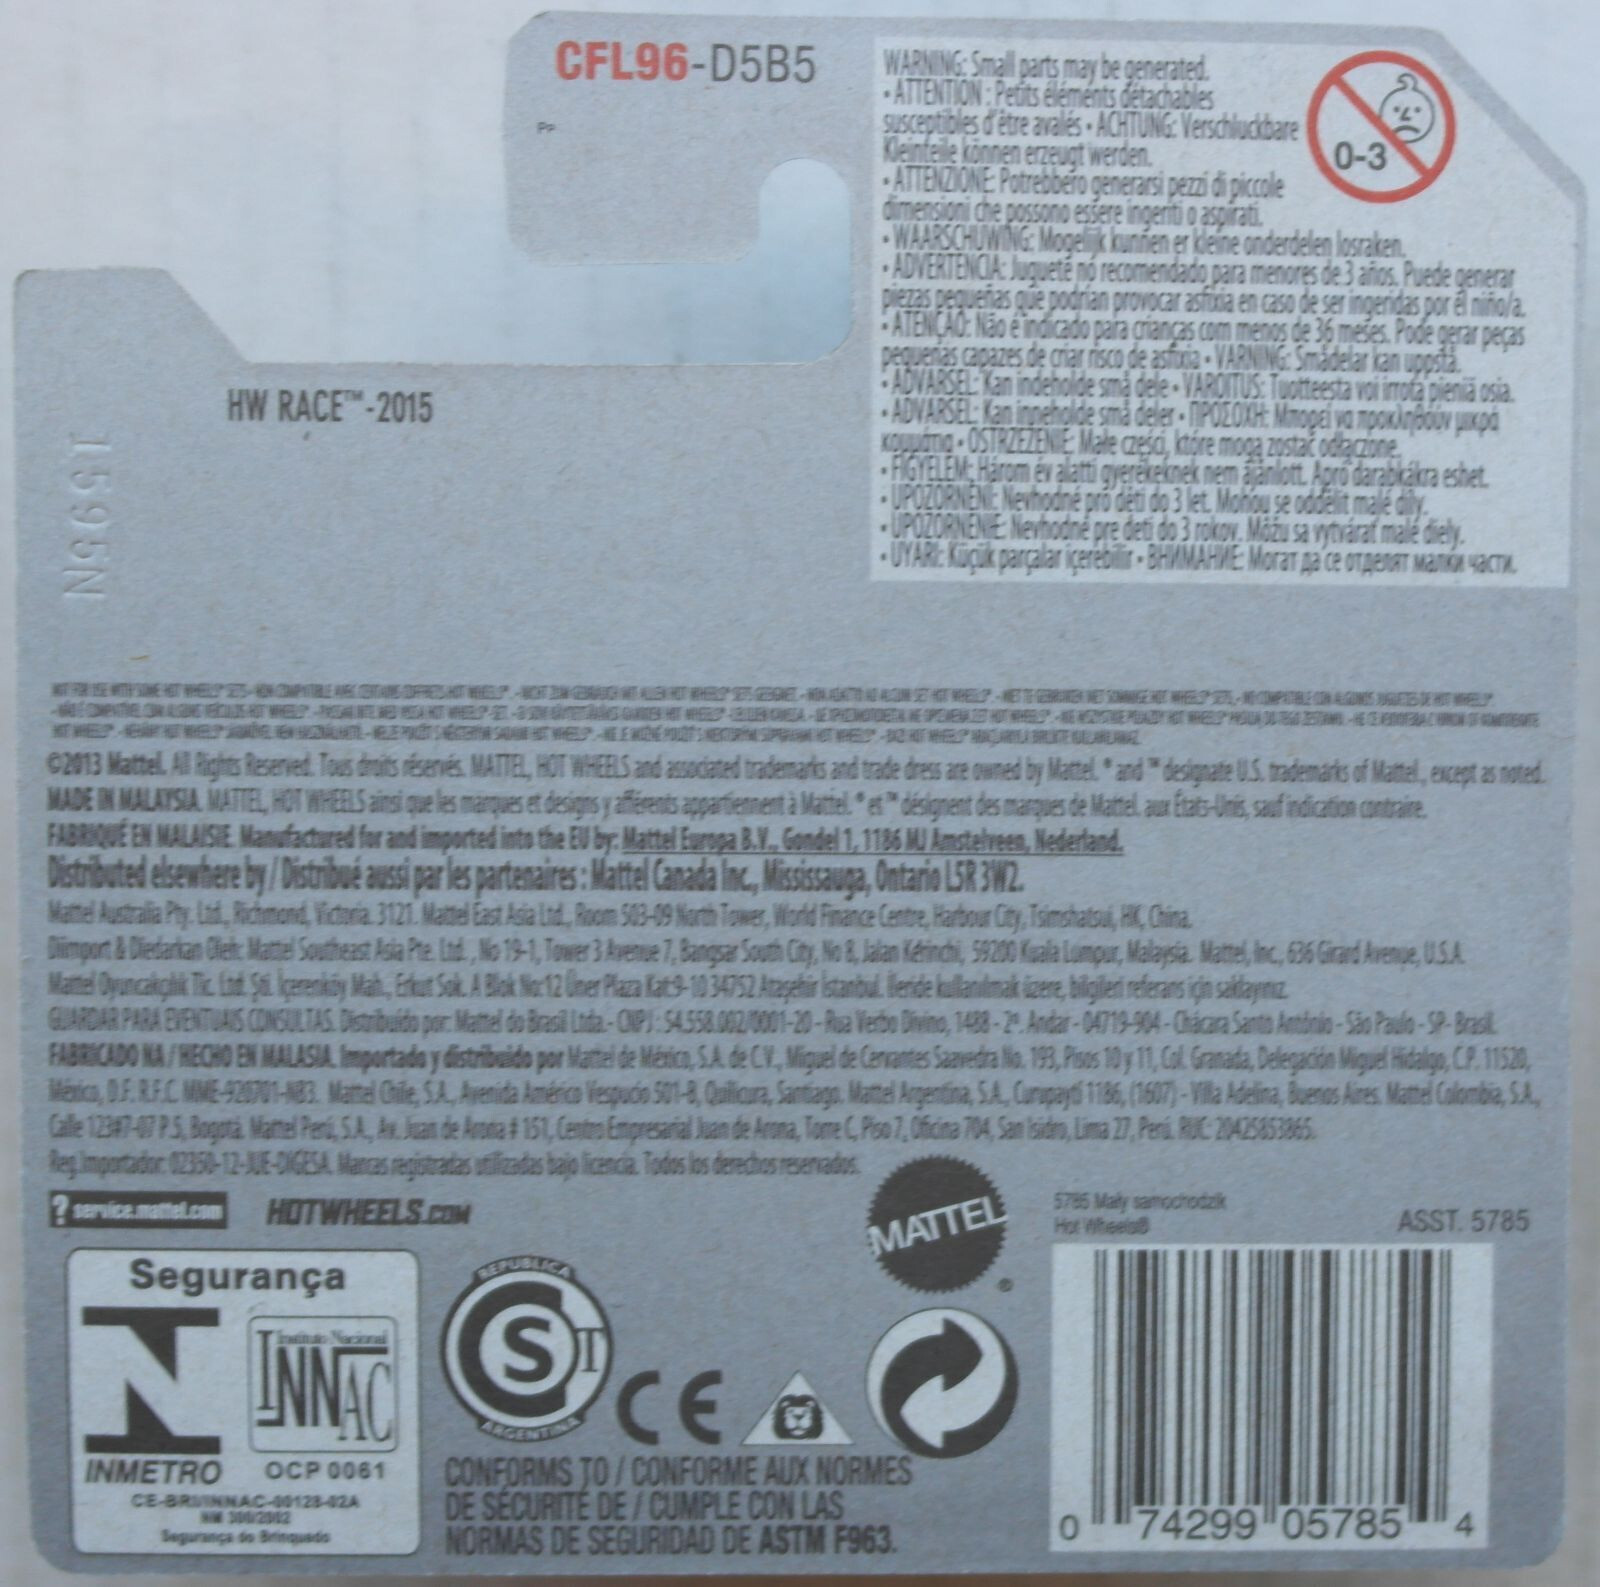 CFL96-D5B5
PP
WARNING: Small parts may be generated.
• ATTENTION : Petits éléments détachables
susceptibles d'être avalés • ACHTUNG: Verschluckbare
Kleinteile können erzeugt werden.
• ATTENZIONE: Potrebbero generarsi pezzi di piccole
dimensioni che possono essere ingeriti o aspirati.
• WAARSCHUWING: Mogelijk kunnen er kleine onderdelen losraken.
• ADVERTENCIA: Juguete no recomendado para menores de 3 años. Puede generar
piezas pequeñas que podrían provocar asfixia en caso de ser ingeridas por el niño/a.
• ATENÇÃO: Não é indicado para crianças com menos de 36 meses. Pode gerar peças
pequenas capazes de criar risco de asfixia • VARNING: Smådelar kan uppstå.
• ADVARSEL: Kan indeholde små dele • VAROITUS: Tuotteesta voi irrota pieniä osia.
• ADVARSEL: Kan inneholde små deler • ΠΡΟΣΟΧΗ: Μπορεί να προκληθούν μικρά
κομμάτια • OSTRZEŻENIE: Małe części, które mogą zostać odłączone.
• FIGYELEM: Három év alatti gyerekeknek nem ajánlott. Apró darabkákra eshet.
• UPOZORNĚNÍ: Nevhodné pro děti do 3 let. Mohou se oddělit malé díly.
• UPOZORNENIE: Nevhodné pre deti do 3 rokov. Môžu sa vytvárať malé diely.
• UYARI: Küçük parçalar içerebilir • ВНИМАНИЕ: Могат да се отделят малки части.
0-3
HW RACE™-2015
1595N
NOT FOR USE WITH SOME HOT WHEELS® SETS
©2013 Mattel. All Rights Reserved. Tous droits réservés. MATTEL, HOT WHEELS and associated trademarks and trade dress are owned by Mattel. ® and ™ designate U.S. trademarks of Mattel, except as noted.
MADE IN MALAYSIA. MATTEL, HOT WHEELS ainsi que les marques et designs y afférents appartiennent à Mattel. ® et ™ désignent des marques de Mattel. aux États-Unis, sauf indication contraire.
FABRIQUÉ EN MALAISIE. Manufactured for and imported into the EU by: Mattel Europa B.V., Gondel 1, 1186 MJ Amstelveen, Nederland.
Distributed elsewhere by / Distribué aussi par les partenaires : Mattel Canada Inc., Mississauga, Ontario L5R 3W2.
Mattel Australia Pty. Ltd., Richmond, Victoria. 3121. Mattel East Asia Ltd., Room 503-09 North Tower, World Finance Centre, Harbour City, Tsimshatsui, HK, China.
Diimport & Diedarkan Oleh: Mattel Southeast Asia Pte. Ltd. , No 19-1, Tower 3 Avenue 7, Bangsar South City, No 8, Jalan Kerinchi, 59200 Kuala Lumpur, Malaysia. Mattel, Inc., 636 Girard Avenue, U.S.A.
Mattel Oyuncakçılık Tic. Ltd. Şti. İçerenköy Mah., Erkut Sok. A Blok No:12 Üner Plaza Kat:9-10 34752 Ataşehir İstanbul. İleride kullanılmak üzere, bilgileri referans için saklayınız.
GUARDAR PARA EVENTUAIS CONSULTAS. Distribuído por: Mattel do Brasil Ltda.- CNPJ : 54.558.002/0001-20 - Rua Verbo Divino, 1488 - 2º. Andar - 04719-904 - Chácara Santo Antônio - São Paulo - SP- Brasil.
FABRICADO NA / HECHO EN MALASIA. Importado y distribuido por Mattel de México, S.A. de C.V., Miguel de Cervantes Saavedra No. 193, Pisos 10 y 11, Col. Granada, Delegación Miguel Hidalgo, C.P. 11520,
México, D.F. R.F.C. MME-920701-NB3. Mattel Chile, S.A., Avenida Américo Vespucio 501-B, Quilicura, Santiago. Mattel Argentina, S.A., Curupaytí 1186, (1607) - Villa Adelina, Buenos Aires. Mattel Colombia, S.A.,
Calle 123#7-07 P.5, Bogotá. Mattel Perú, S.A., Av. Juan de Arona # 151, Centro Empresarial Juan de Arona, Torre C, Piso 7, Oficina 704, San Isidro, Lima 27, Perú. RUC: 20425853865.
Reg.Importador: 02350-12-JUE-DIGESA. Marcas registradas utilizadas bajo licencia. Todos los derechos reservados.
? service.mattel.com HOTWHEELS.COM
MATTEL ®
5785 Mały samochodzik
Hot Wheels®
ASST. 5785
Segurança
Instituto Nacional
INNAC
INMETRO OCP 0061
CE-BRI/INNAC-00128-02A
NM 300/2002
Segurança do Brinquedo
REPUBLICA
CST
ARGENTINA
CE
CONFORMS TO / CONFORME AUX NORMES
DE SÉCURITÉ DE / CUMPLE CON LAS
NORMAS DE SEGURIDAD DE ASTM F963.
0 74299 05785 4